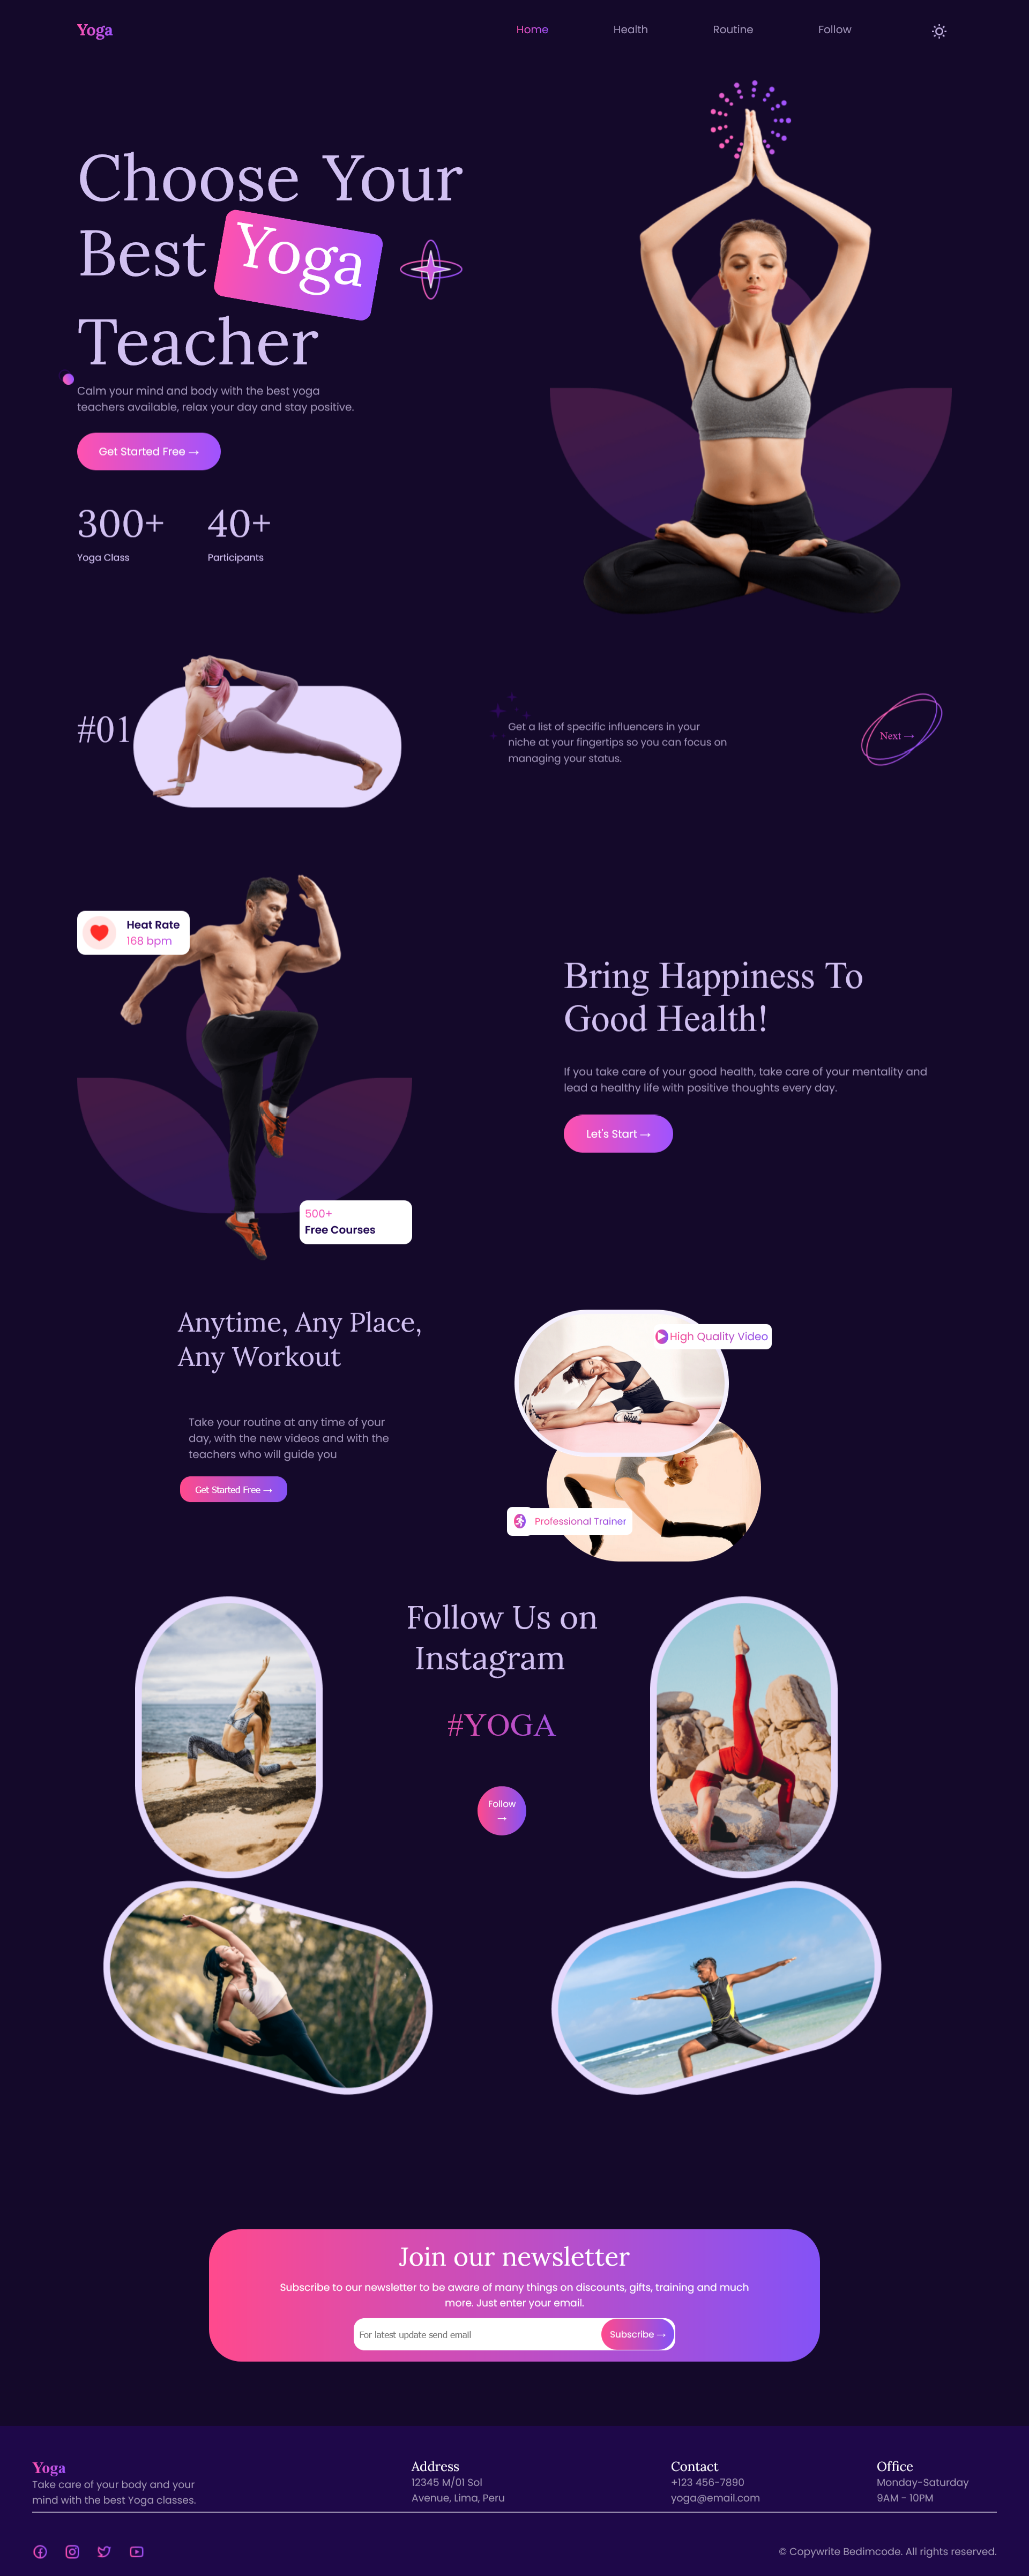 Yoga
Home
Health
Routine
Follow
Choose Your
Best Yoga
Teacher
Calm your mind and body with the best yoga
teachers available, relax your day and stay positive.
Get Started Free →
300+
Yoga Class
40+
Participants
#01
Get a list of specific influencers in your
niche at your fingertips so you can focus on
managing your status.
Next →
Heat Rate
168 bpm
500+
Free Courses
Bring Happiness To
Good Health!
If you take care of your good health, take care of your mentality and
lead a healthy life with positive thoughts every day.
Let's Start →
Anytime, Any Place,
Any Workout
Take your routine at any time of your
day, with the new videos and with the
teachers who will guide you
Get Started Free →
High Quality Video
Professional Trainer
Follow Us on
Instagram
#YOGA
Follow
→
Join our newsletter
Subscribe to our newsletter to be aware of many things on discounts, gifts, training and much
more. Just enter your email.
For latest update send email
Subscribe →
Yoga
Take care of your body and your
mind with the best Yoga classes.
Address
12345 M/01 Sol
Avenue, Lima, Peru
Contact
+123 456-7890
yoga@email.com
Office
Monday-Saturday
9AM - 10PM
© Copywrite Bedimcode. All rights reserved.